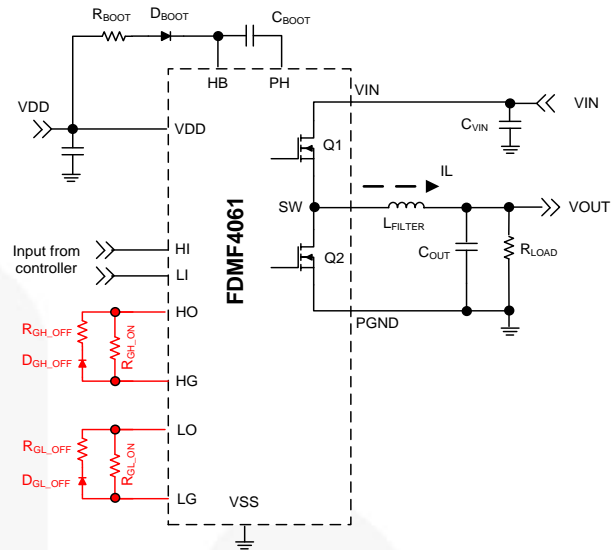 RBOOT DBOOT CBOOT
HB PH
VDD
VDD
VIN
VIN
CVIN
Q1
IL
SW
LFILTER
VOUT
Q2
COUT
RLOAD
PGND
Input from
controller
HI
LI
FDMF4061
HO
RGH_OFF
DGH_OFF
RGH_ON
HG
LO
RGL_OFF
DGL_OFF
RGL_ON
LG
VSS